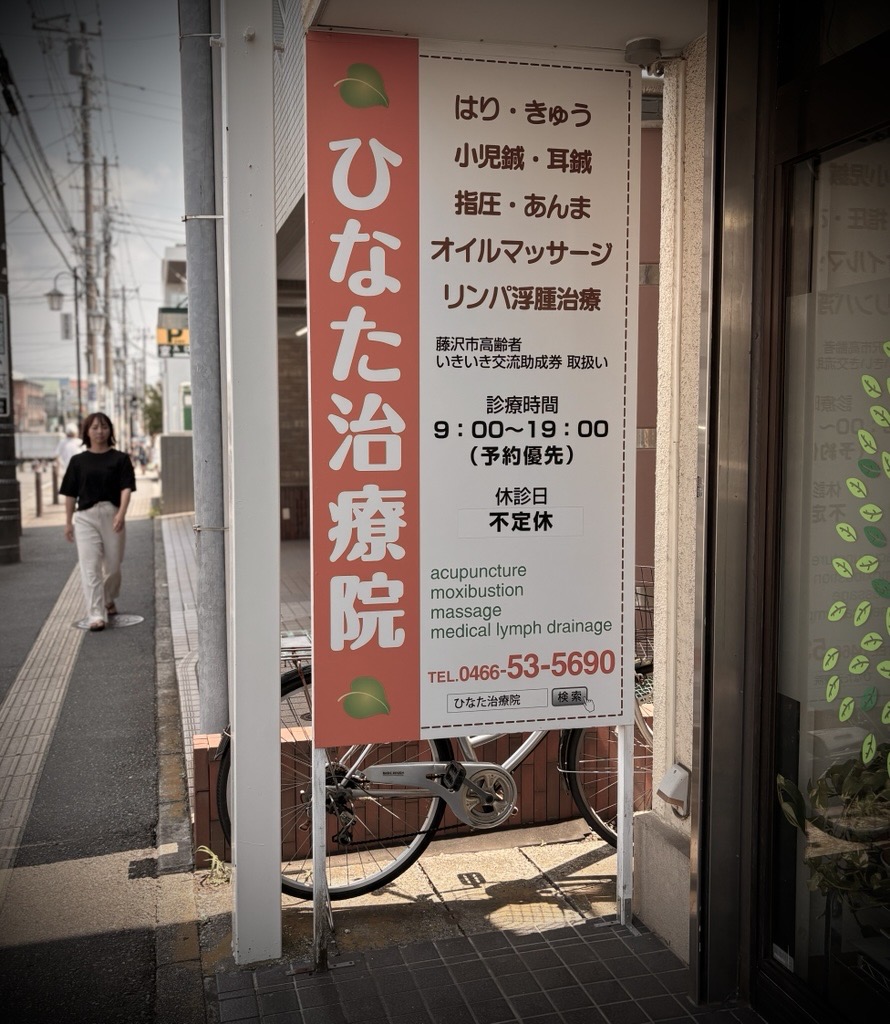 ひなた治療院
はり・きゅう
小児鍼・耳鍼
指圧・あんま
オイルマッサージ
リンパ浮腫治療
藤沢市高齢者
いきいき交流助成券 取扱い
診療時間
9:00〜19:00
(予約優先)
休診日
不定休
acupuncture
moxibustion
massage
medical lymph drainage
TEL.0466-53-5690
ひなた治療院 検索
P